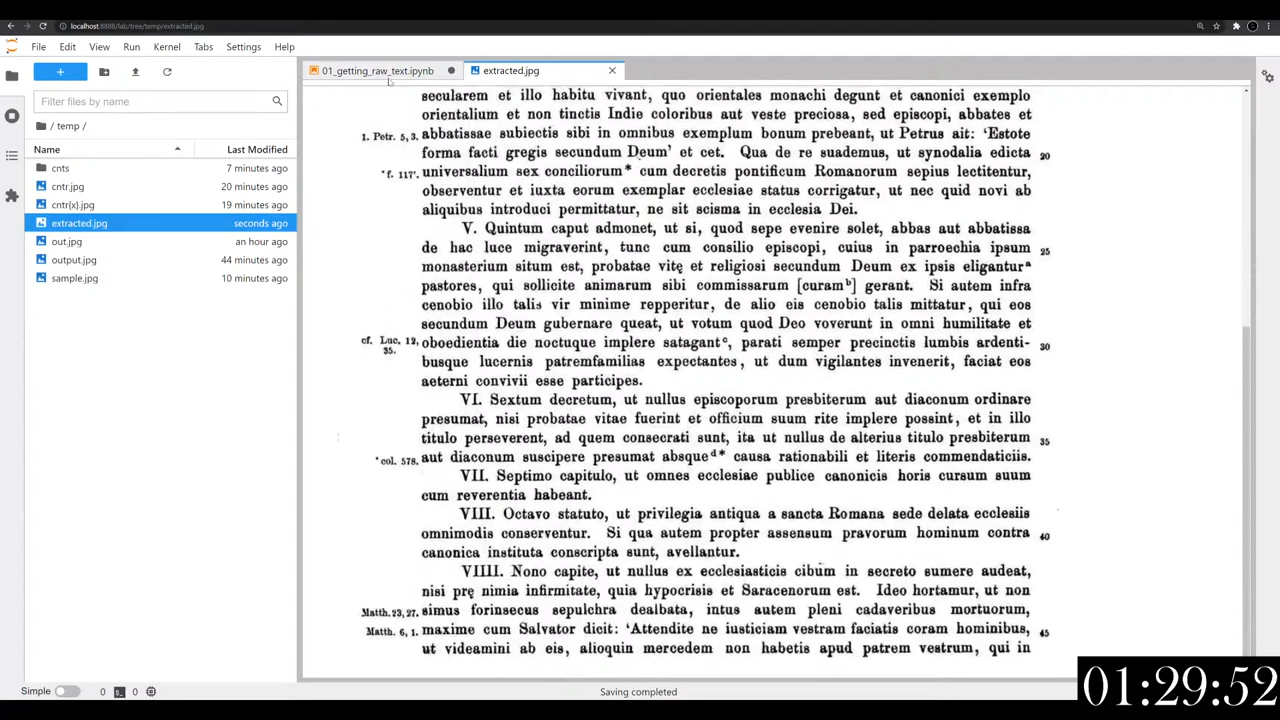 localhost:8888/lab/tree/temp/extracted.jpg
File Edit View Run Kernel Tabs Settings Help
01_getting_raw_text.ipynb
extracted.jpg
Filter files by name
/ temp /
Name Last Modified
cnts 7 minutes ago
cntr.jpg 20 minutes ago
cntr{x}.jpg 19 minutes ago
extracted.jpg seconds ago
out.jpg an hour ago
output.jpg 44 minutes ago
sample.jpg 10 minutes ago
secularem et illo habitu vivant, quo orientales monachi degunt et canonici exemplo
orientalium et non tinctis Indie coloribus aut veste preciosa, sed episcopi, abbates et
1. Petr. 5, 3. abbatissae subiectis sibi in omnibus exemplum bonum prebeant, ut Petrus ait: 'Estote
forma facti gregis secundum Deum' et cet. Qua de re suademus, ut synodalia edicta 20
*f. 117'. universalium sex conciliorum* cum decretis pontificum Romanorum sepius lectitentur,
observentur et iuxta eorum exemplar ecclesiae status corrigatur, ut nec quid novi ab
aliquibus introduci permittatur, ne sit scisma in ecclesia Dei.
V. Quintum caput admonet, ut si, quod sepe evenire solet, abbas aut abbatissa
de hac luce migraverint, tunc cum consilio episcopi, cuius in parroechia ipsum 25
monasterium situm est, probatae vitę et religiosi secundum Deum ex ipsis eliganturᵃ
pastores, qui sollicite animarum sibi commissarum [curamᵇ] gerant. Si autem infra
cenobio illo talis vir minime repperitur, de alio eis cenobio talis mittatur, qui eos
secundum Deum gubernare queat, ut votum quod Deo voverunt in omni humilitate et
cf. Luc. 12, 35. oboedientia die noctuque implere satagantᶜ, parati semper precinctis lumbis ardenti- 30
busque lucernis patremfamilias expectantes, ut dum vigilantes invenerit, faciat eos
aeterni convivii esse participes.
VI. Sextum decretum, ut nullus episcoporum presbiterum aut diaconum ordinare
presumat, nisi probatae vitae fuerint et officium suum rite implere possint, et in illo
titulo perseverent, ad quem consecrati sunt, ita ut nullus de alterius titulo presbiterum 35
*col. 578. aut diaconum suscipere presumat absqueᵈ* causa rationabili et literis commendaticiis.
VII. Septimo capitulo, ut omnes ecclesiae publice canonicis horis cursum suum
cum reverentia habeant.
VIII. Octavo statuto, ut privilegia antiqua a sancta Romana sede delata ecclesiis
omnimodis conserventur. Si qua autem propter assensum pravorum hominum contra 40
canonica instituta conscripta sunt, avellantur.
VIIII. Nono capite, ut nullus ex ecclesiasticis cibum in secreto sumere audeat,
nisi prę nimia infirmitate, quia hypocrisis et Saracenorum est. Ideo hortamur, ut non
Matth. 23, 27. simus forinsecus sepulchra dealbata, intus autem pleni cadaveribus mortuorum,
Matth. 6, 1. maxime cum Salvator dicit: 'Attendite ne iusticiam vestram faciatis coram hominibus, 45
ut videamini ab eis, alioquin mercedem non habetis apud patrem vestrum, qui in
Simple 0 0 Saving completed
01:29:52